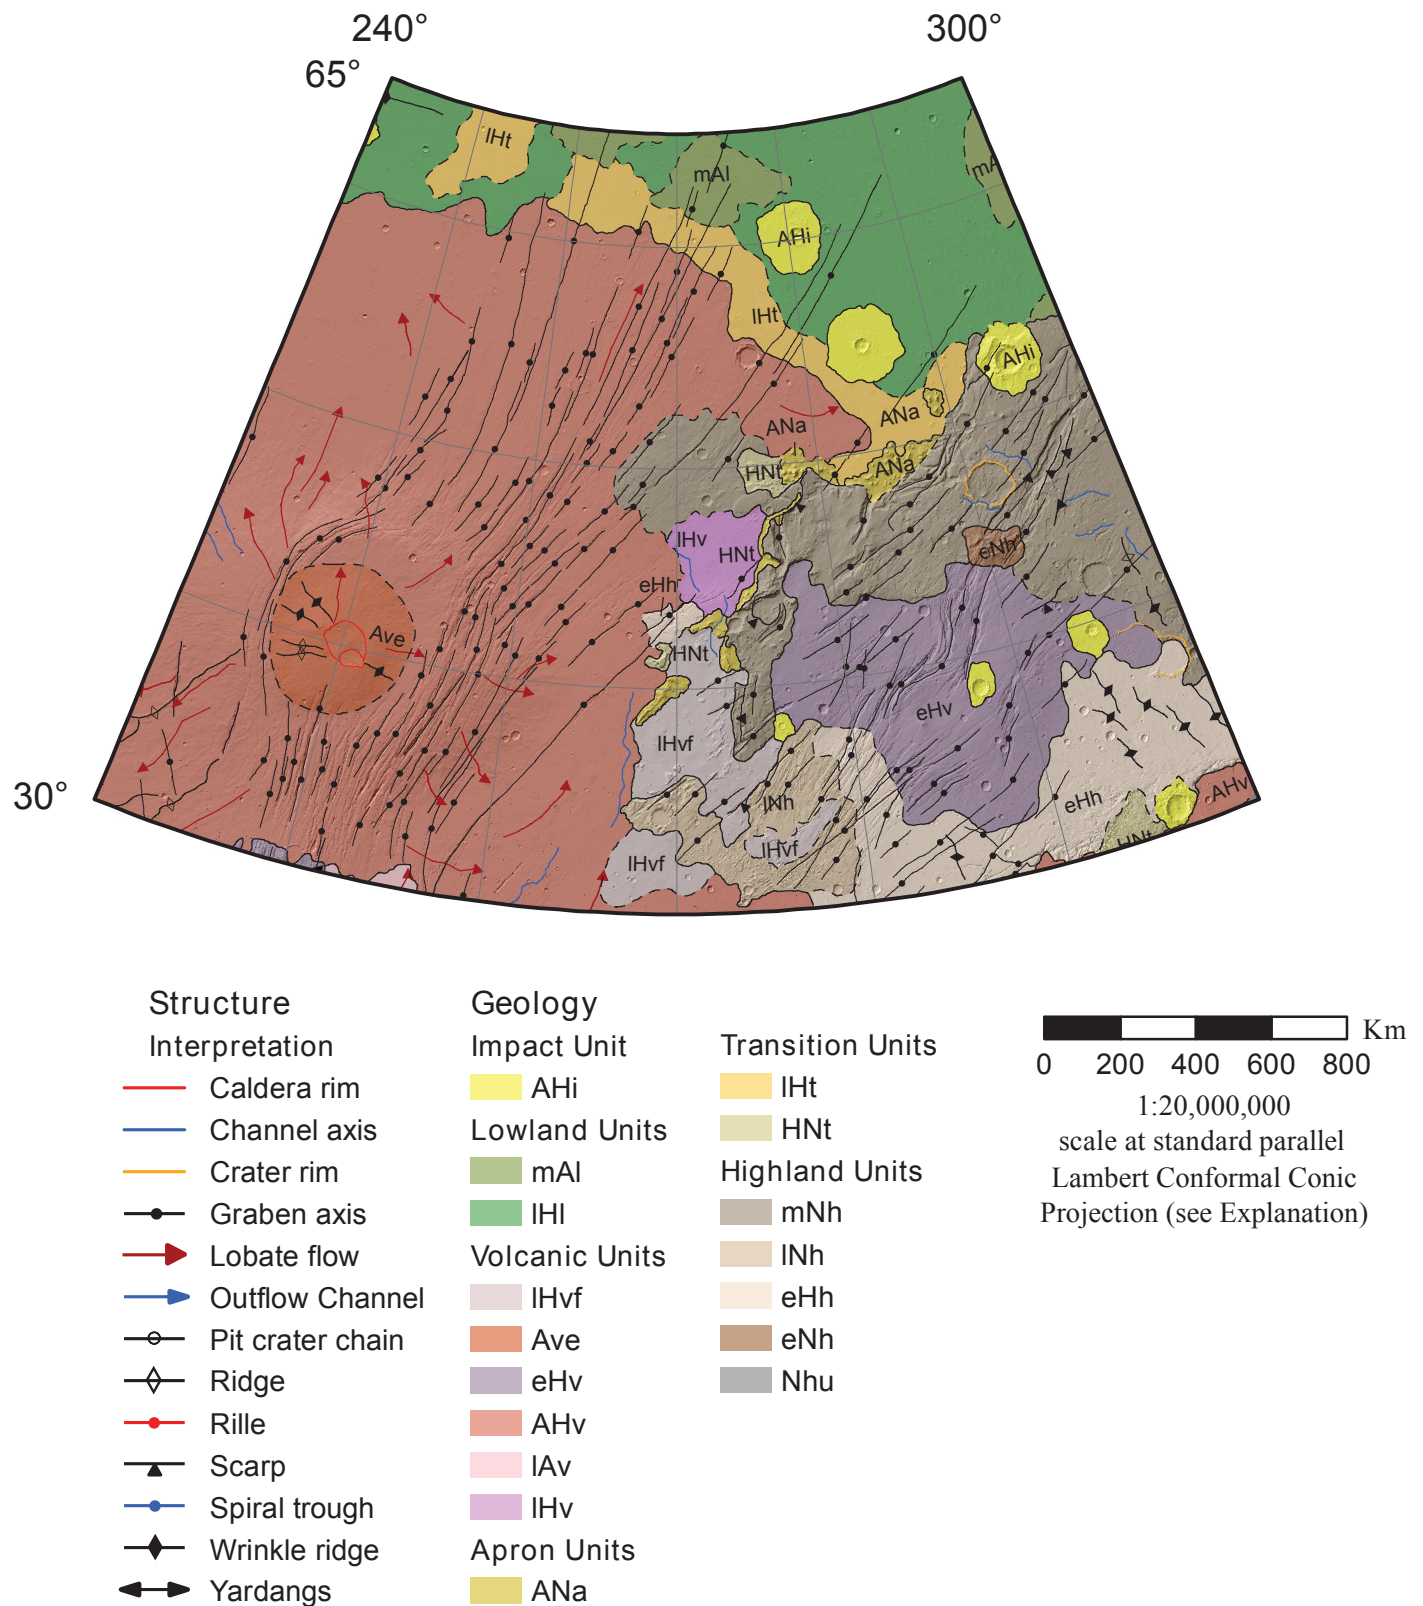 240°
300°
65°
lHt
mAl
mA
AHi
lHt
AHi
ANa
ANa
HNt
ANa
lHv
HNt
eNh
eHh
Ave
HNt
eHv
lHvf
lNh
eHh
AHv
30°
HNt
lHvf
lHvf
Structure
Interpretation
Caldera rim
Channel axis
Crater rim
Graben axis
Lobate flow
Outflow Channel
Pit crater chain
Ridge
Rille
Scarp
Spiral trough
Wrinkle ridge
Yardangs
Geology
Impact Unit
AHi
Lowland Units
mAl
lHl
Volcanic Units
lHvf
Ave
eHv
AHv
lAv
lHv
Apron Units
ANa
Transition Units
lHt
HNt
Highland Units
mNh
lNh
eHh
eNh
Nhu
Km
0 200 400 600 800
1:20,000,000
scale at standard parallel
Lambert Conformal Conic
Projection (see Explanation)